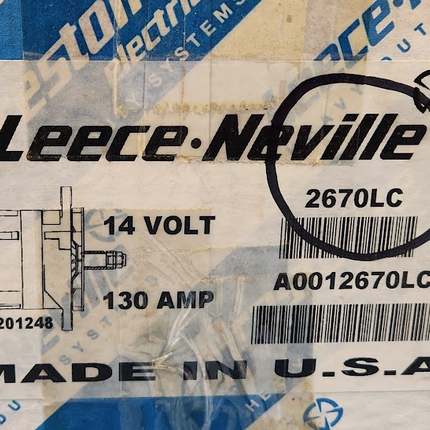 Leece·Neville
2670LC
14 VOLT
A0012670LC
130 AMP
201248
MADE IN U.S.A